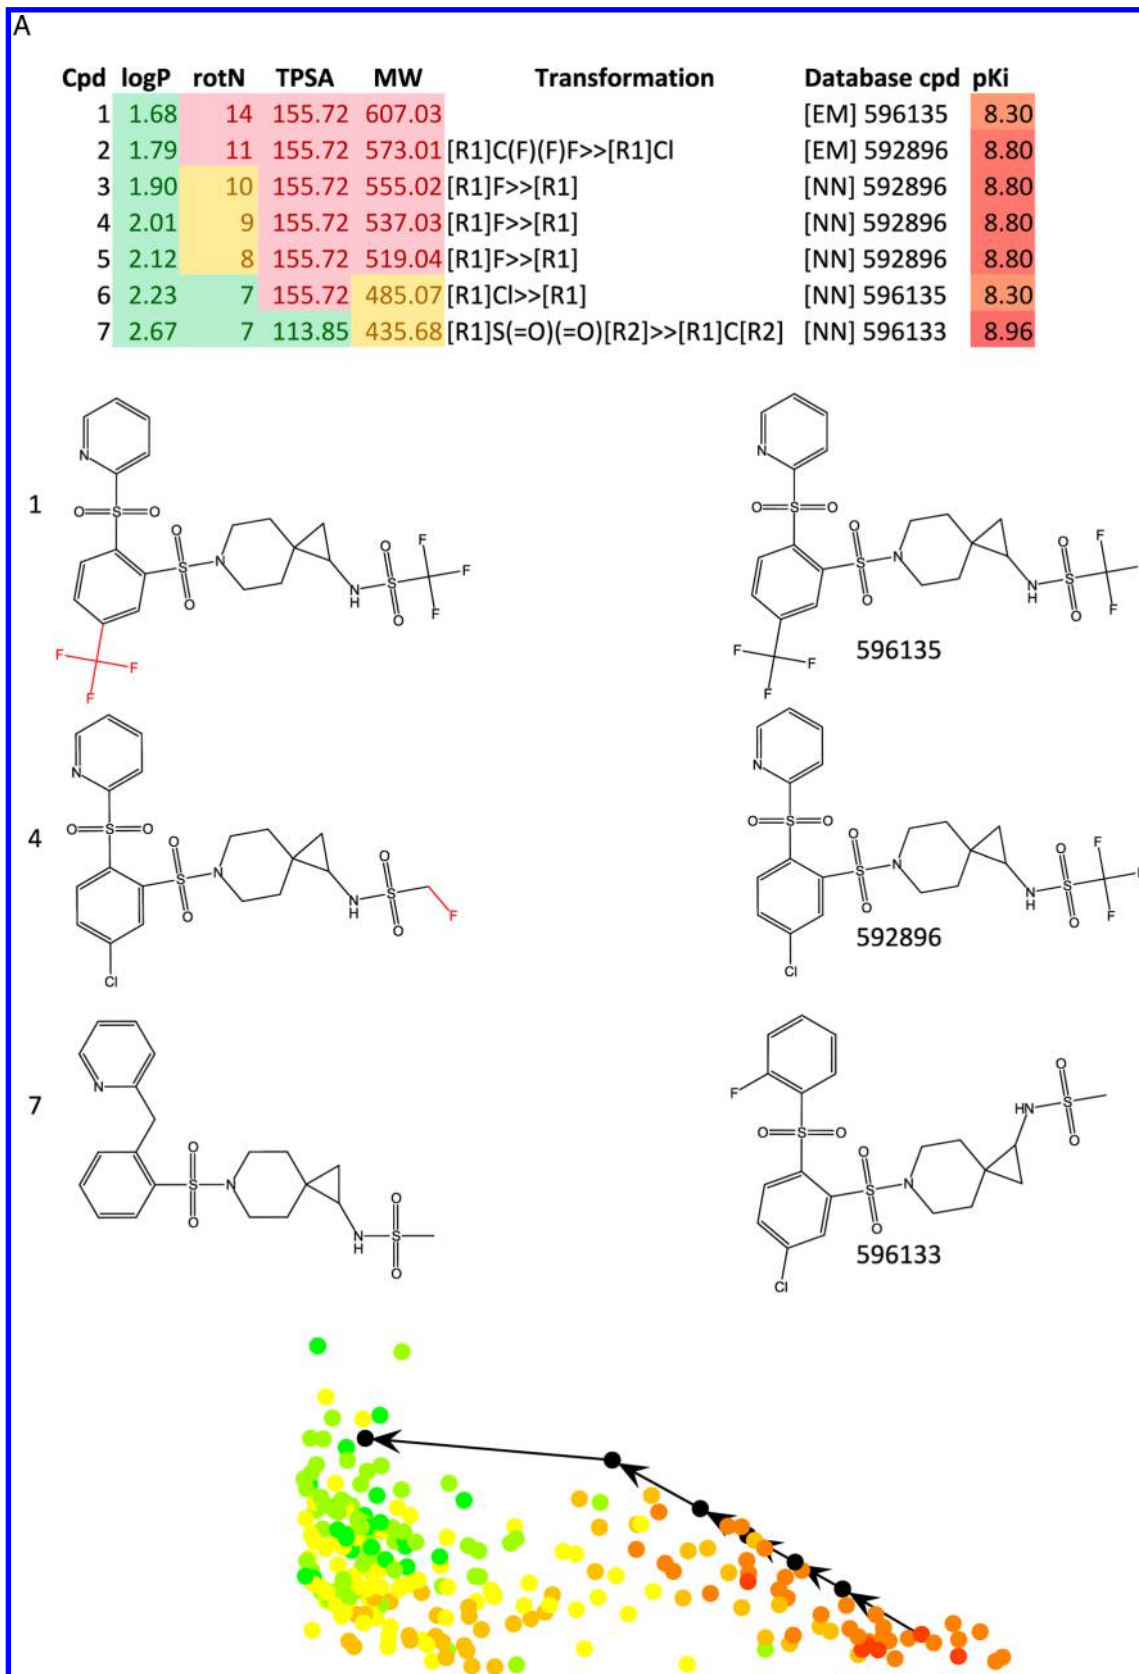 A
Cpd logP rotN TPSA MW Transformation Database cpd pKi
1 1.68 14 155.72 607.03 [EM] 596135 8.30
2 1.79 11 155.72 573.01 [R1]C(F)(F)F>>[R1]Cl [EM] 592896 8.80
3 1.90 10 155.72 555.02 [R1]F>>[R1] [NN] 592896 8.80
4 2.01 9 155.72 537.03 [R1]F>>[R1] [NN] 592896 8.80
5 2.12 8 155.72 519.04 [R1]F>>[R1] [NN] 592896 8.80
6 2.23 7 155.72 485.07 [R1]Cl>>[R1] [NN] 596135 8.30
7 2.67 7 113.85 435.68 [R1]S(=O)(=O)[R2]>>[R1]C[R2] [NN] 596133 8.96
N N
1
O S O O S O
O O O F O O F
S N S F S N S
O N H O F O N H O F
F F F
F F F
596135
N N
4
O S O O S O
O O O O F
S N S S N S F
O N H O F O N H O F
Cl Cl
592896
7
N F
O O S
HN O
O S O
O S N O
O N H S O
O S N
O
Cl
596133